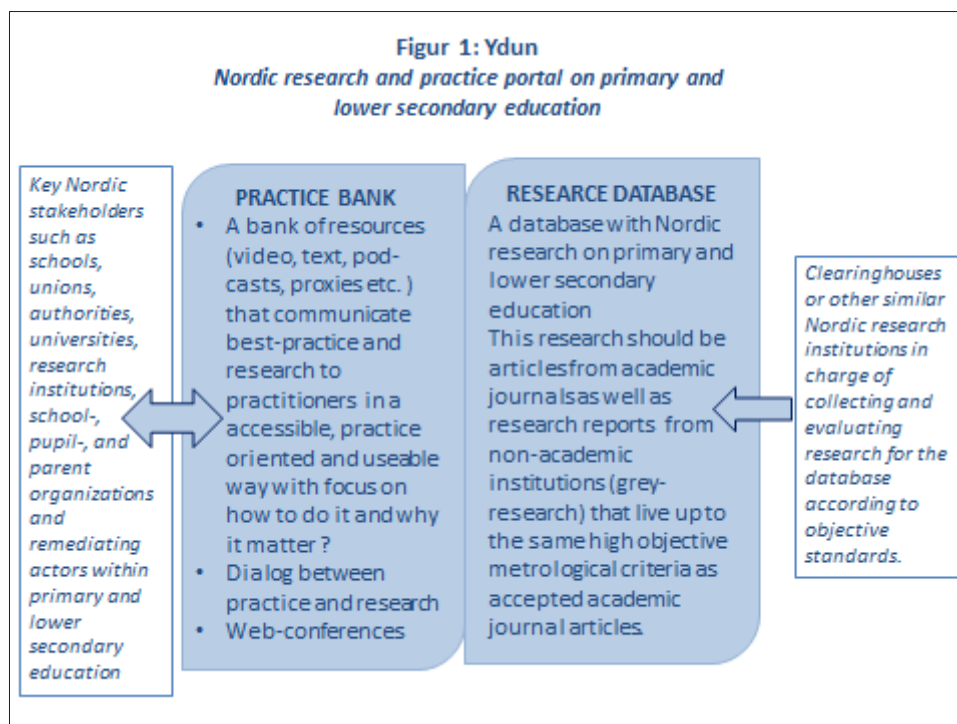 Figur 1: Ydun
Nordic research and practice portal on primary and
lower secondary education
Key Nordic
stakeholders
such as
schools,
unions,
authorities,
universities,
research
institutions,
school-,
pupil-, and
parent
organizations
and
remediating
actors within
primary and
lower
secondary
education
PRACTICE BANK
• A bank of resources
(video, text, pod-
casts, proxies etc. )
that communicate
best-practice and
research to
practitioners in a
accessible, practice
oriented and useable
way with focus on
how to do it and why
it matter ?
• Dialog between
practice and research
• Web-conferences
RESEARCE DATABASE
A database with Nordic
research on primary and
lower secondary
education
This research should be
articles from academic
journals as well as
research reports from
non-academic
institutions (grey-
research) that live up to
the same high objective
metrological criteria as
accepted academic
journal articles.
Clearinghouses
or other similar
Nordic research
institutions in
charge of
collecting and
evaluating
research for the
database
according to
objective
standards.